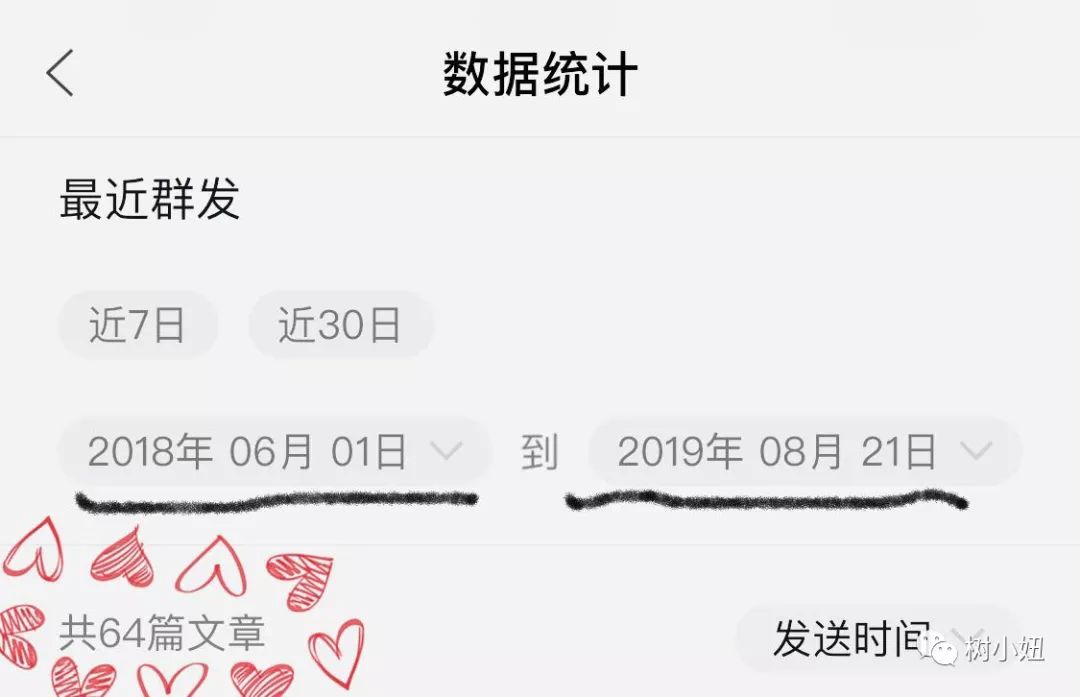 数据统计
最近群发
近7日 近30日
2018年 06月 01日 到 2019年 08月 21日
共64篇文章 发送时间
树小妞